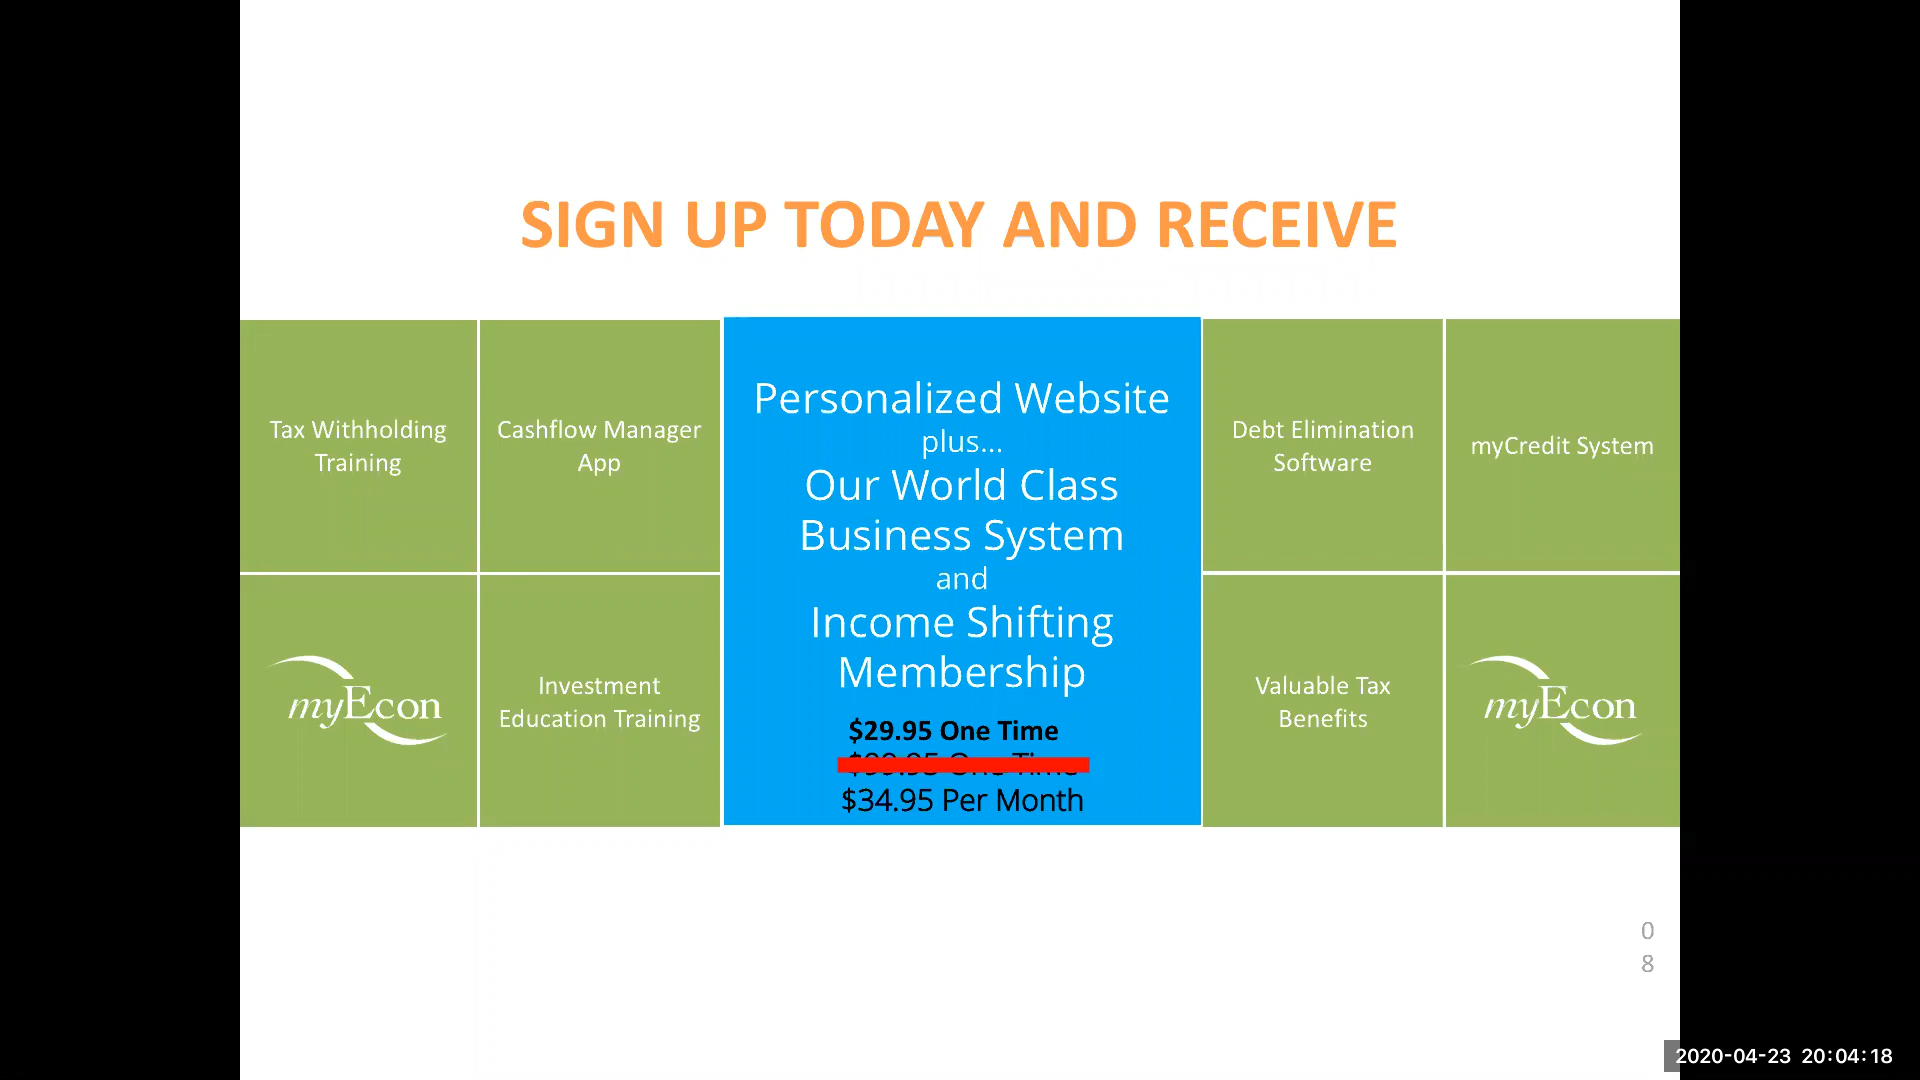 SIGN UP TODAY AND RECEIVE
Tax Withholding
Training
Cashflow Manager
App
Personalized Website
plus...
Our World Class
Business System
and
Income Shifting
Membership
$29.95 One Time
One Time
$34.95 Per Month
Debt Elimination
Software
myCredit System
myEcon
Investment
Education Training
Valuable Tax
Benefits
myEcon
0
8
2020-04-23 20:04:18